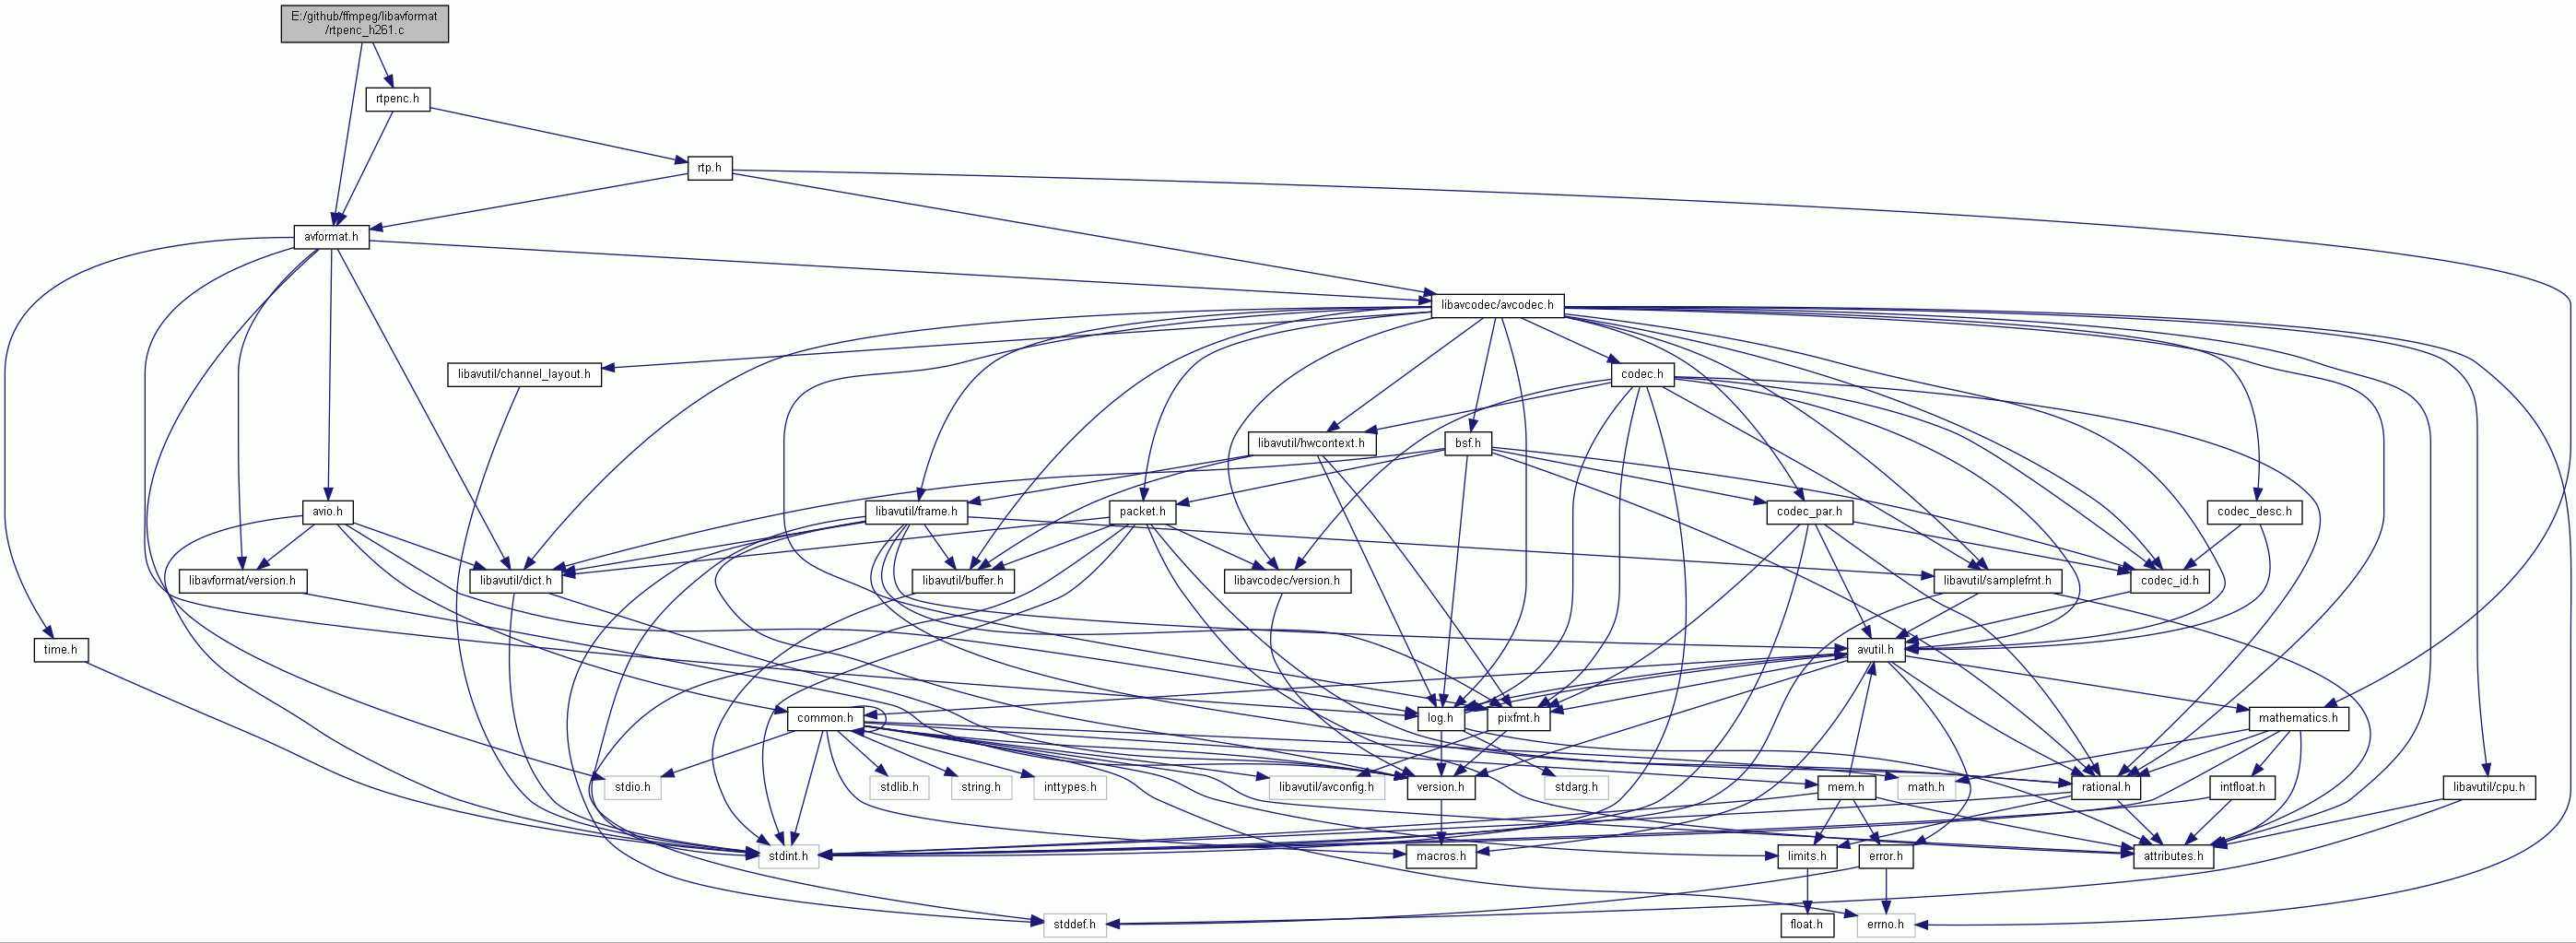 E:/github/ffmpeg/libavformat
/rtpenc_h261.c
rtpenc.h
rtp.h
avformat.h
libavcodec/avcodec.h
libavutil/channel_layout.h
codec.h
libavutil/hwcontext.h
bsf.h
avio.h
libavutil/frame.h
packet.h
codec_par.h
codec_desc.h
libavformat/version.h
libavutil/dict.h
libavutil/buffer.h
libavcodec/version.h
libavutil/samplefmt.h
codec_id.h
time.h
avutil.h
common.h
log.h
pixfmt.h
mathematics.h
stdio.h
stdlib.h
string.h
inttypes.h
libavutil/avconfig.h
version.h
stdarg.h
mem.h
math.h
rational.h
intfloat.h
libavutil/cpu.h
stdint.h
macros.h
limits.h
error.h
attributes.h
stddef.h
float.h
errno.h